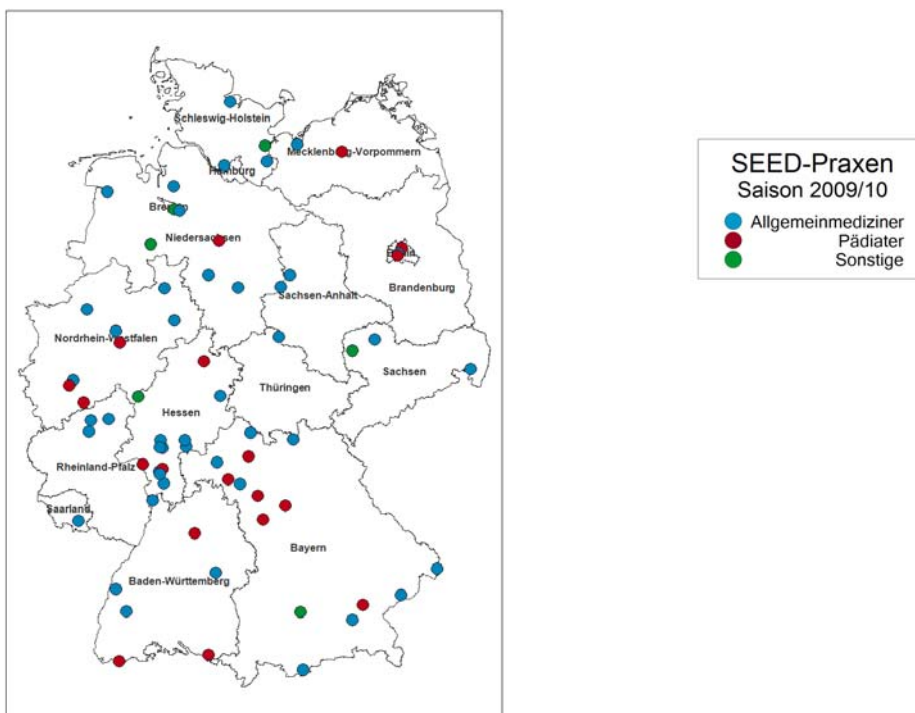 Schleswig-Holstein
Mecklenburg-Vorpommern
Hamburg
Bremen
Niedersachsen
Berlin
Brandenburg
Sachsen-Anhalt
Nordrhein-Westfalen
Sachsen
Thüringen
Hessen
Rheinland-Pfalz
Saarland
Bayern
Baden-Württemberg
SEED-Praxen
Saison 2009/10
Allgemeinmediziner
Pädiater
Sonstige